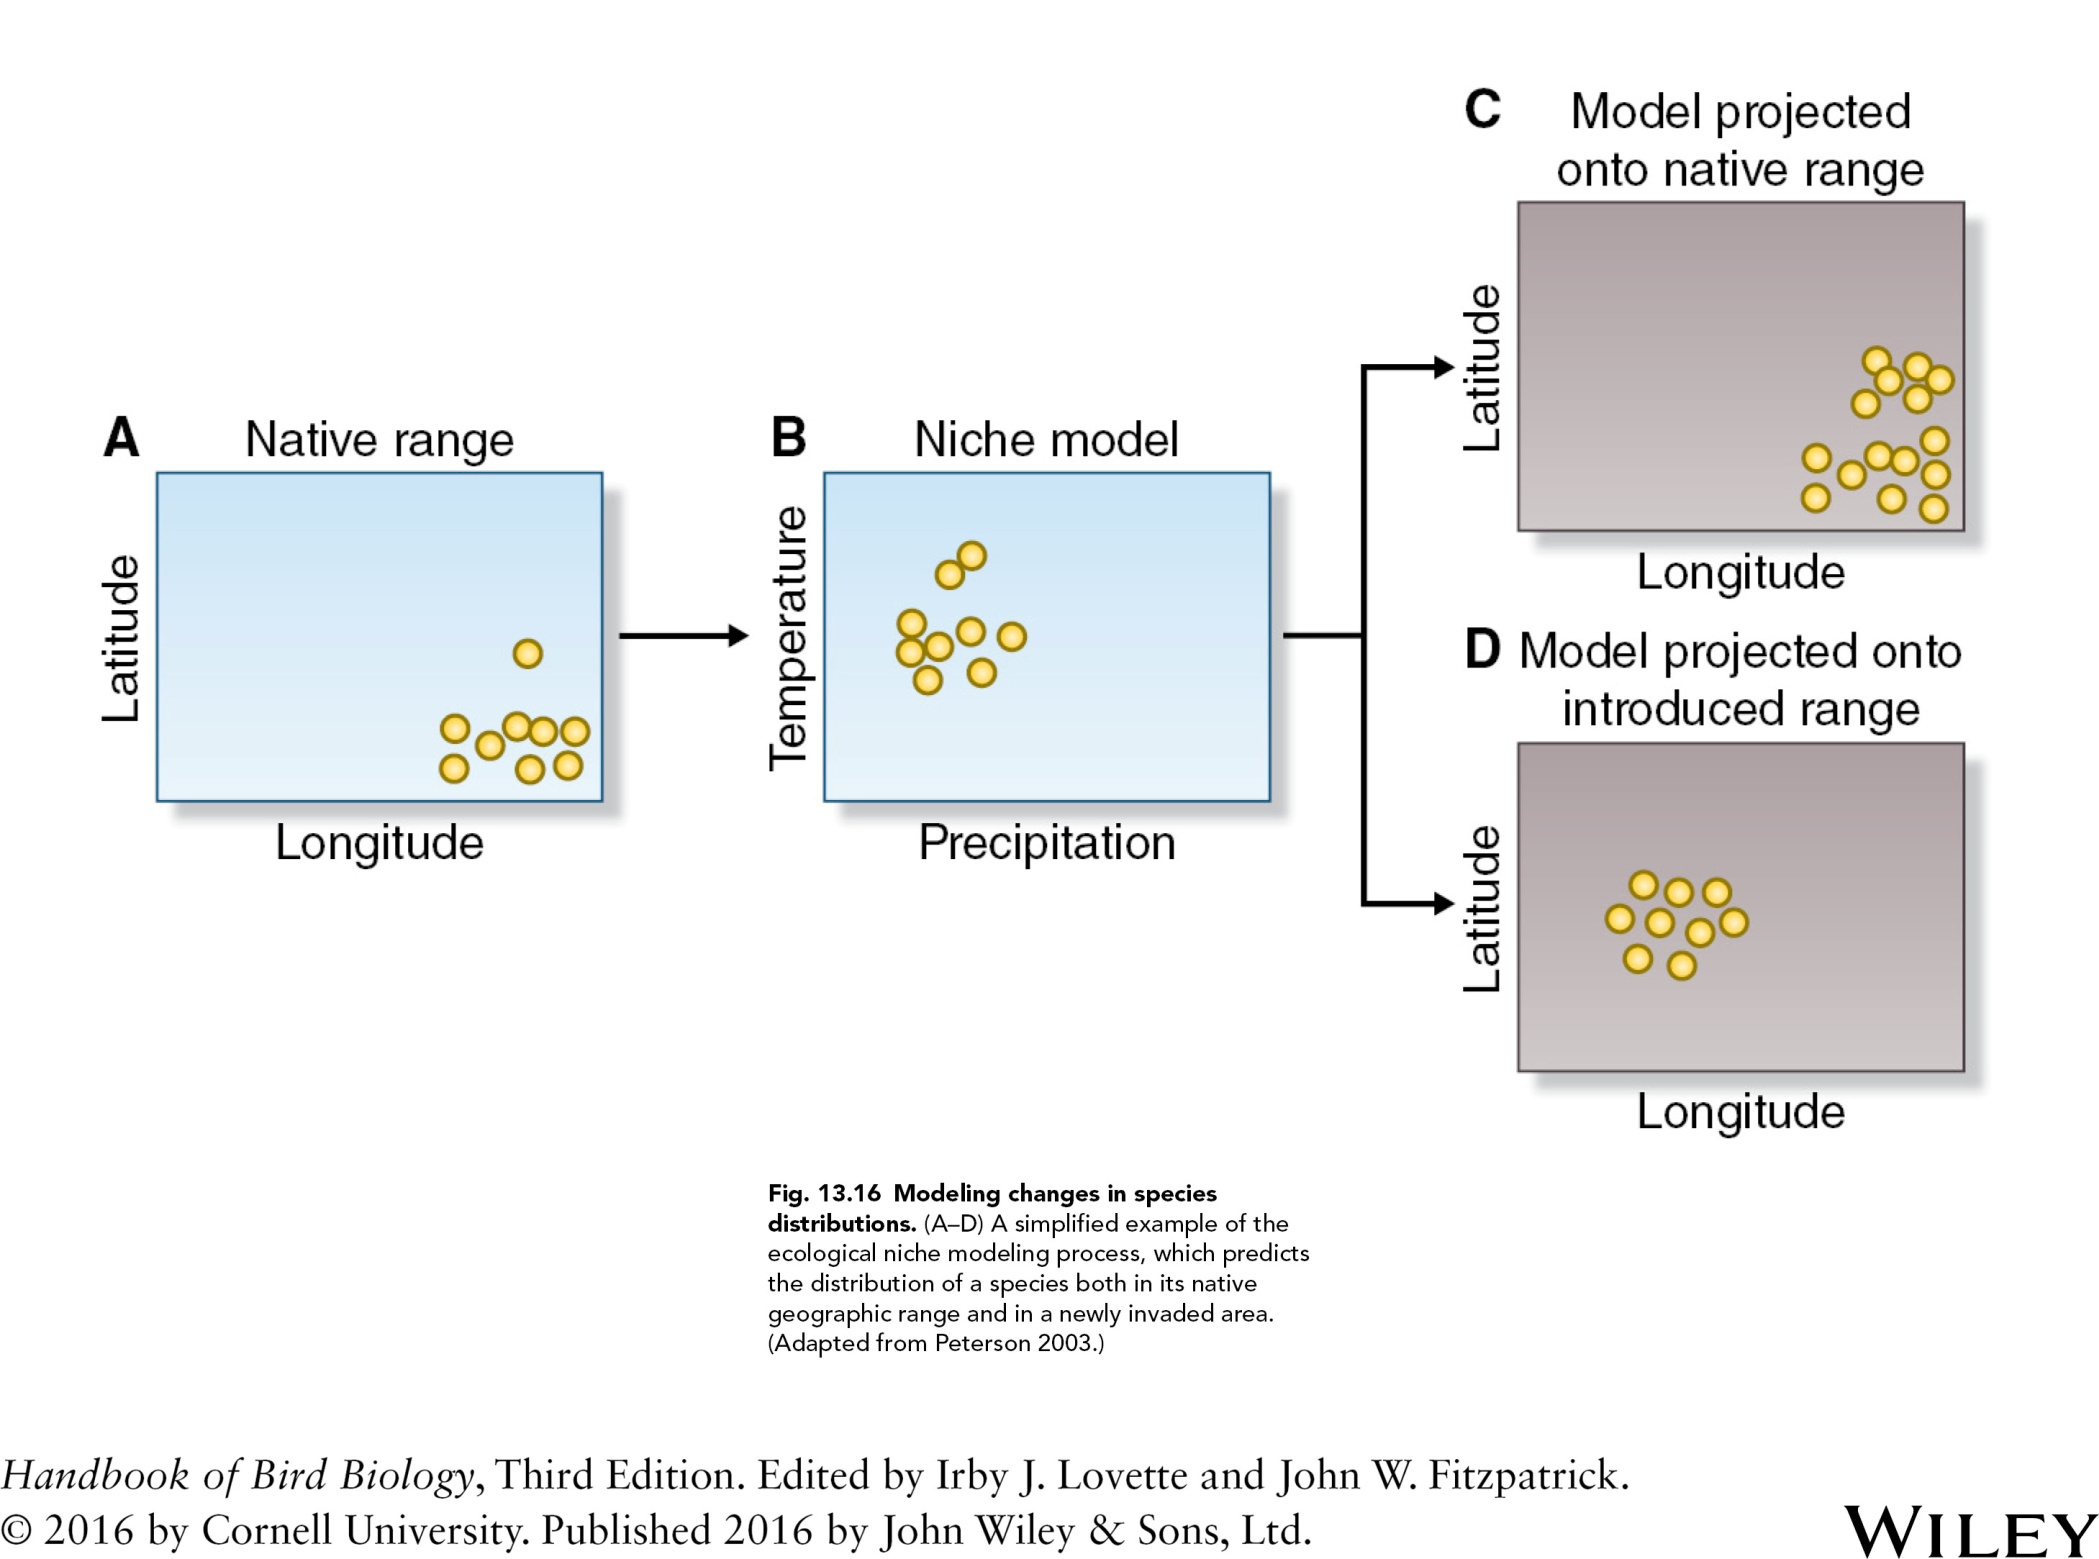 A Native range
Latitude
Longitude
B Niche model
Temperature
Precipitation
C Model projected
onto native range
Latitude
Longitude
D Model projected onto
introduced range
Latitude
Longitude
Fig. 13.16 Modeling changes in species
distributions. (A–D) A simplified example of the
ecological niche modeling process, which predicts
the distribution of a species both in its native
geographic range and in a newly invaded area.
(Adapted from Peterson 2003.)
Handbook of Bird Biology, Third Edition. Edited by Irby J. Lovette and John W. Fitzpatrick.
© 2016 by Cornell University. Published 2016 by John Wiley & Sons, Ltd.
WILEY